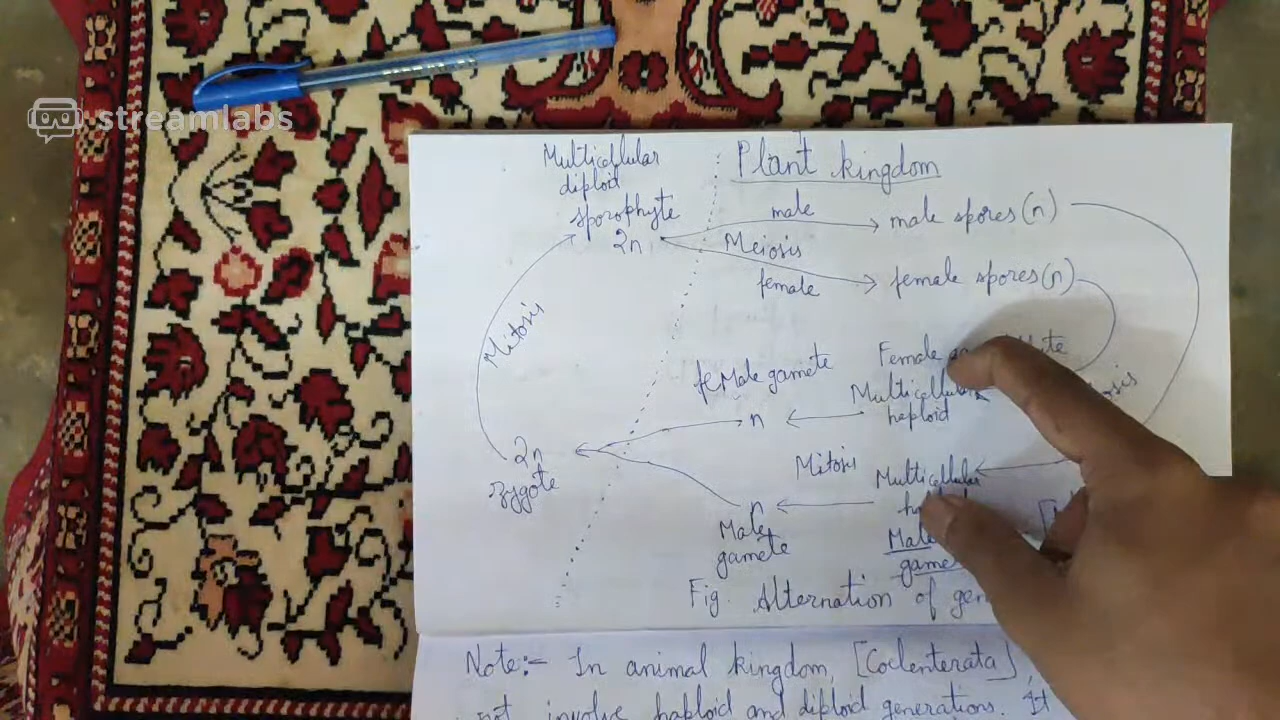 streamlabs
Plant kingdom
Multicellular
diploid
sporophyte
2n
male
male spores (n)
Meiosis
female
female spores (n)
Mitosis
Female
feMale gamete
Multicellular
haploid
n
2n
zygote
Mitosis
Multicellular
n
Male
gamete
Male
Fig. Alternation of
Note:- In animal kingdom, [Coelenterata],
not involve haploid and diploid generations. It